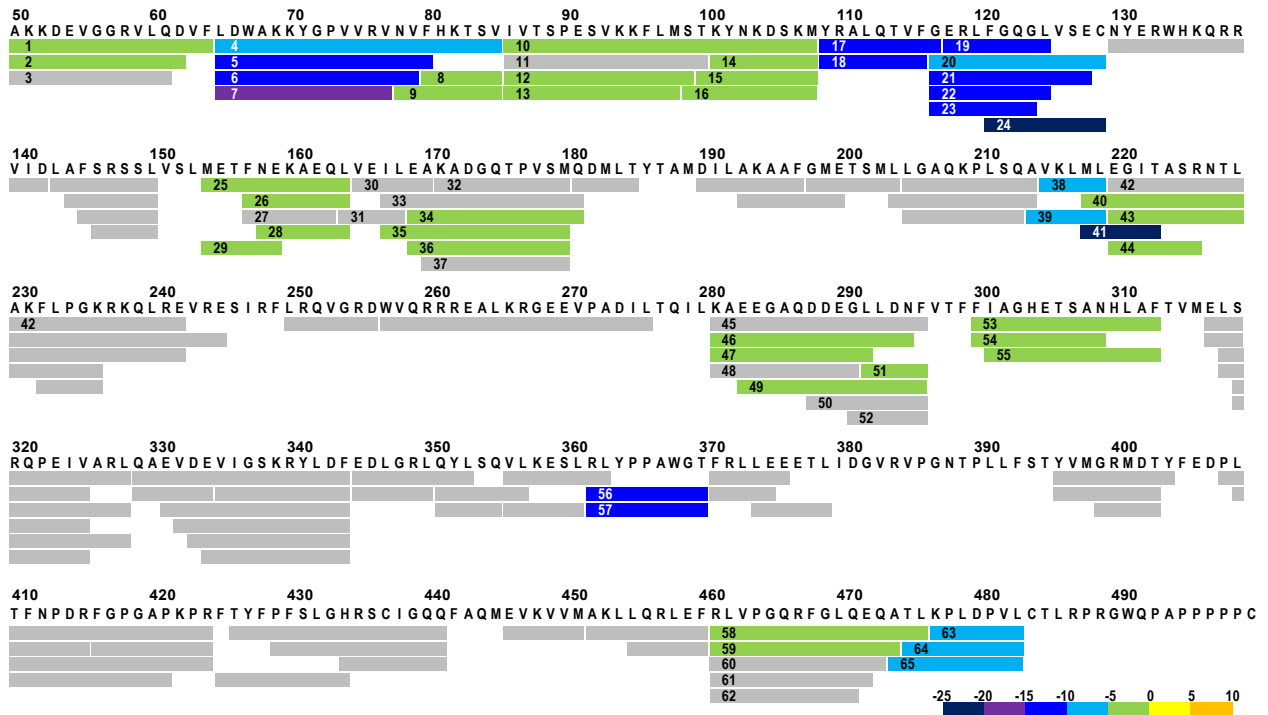 50 60 70 80 90 100 110 120 130
A K K D E V G G R V L Q D V F L D W A K K Y G P V V R V N V F H K T S V I V T S P E S V K K F L M S T K Y N K D S K M Y R A L Q T V F G E R L F G Q G L V S E C N Y E R W H K Q R R
1 4 10 17 19
2 5 11 14 18 20
3 6 8 12 15 21
7 9 13 16 22
23
24
140 150 160 170 180 190 200 210 220
V I D L A F S R S S L V S L M E T F N E K A E Q L V E I L E A K A D G Q T P V S M Q D M L T Y T A M D I L A K A A F G M E T S M L L G A Q K P L S Q A V K L M L E G I T A S R N T L
25 30 32 38 42
26 33 40
27 31 34 39 43
28 35 41
29 36 44
37
230 240 250 260 270 280 290 300 310
A K F L P G K R K Q L R E V R E S I R F L R Q V G R D W V Q R R R E A L K R G E E V P A D I L T Q I L K A E E G A Q D D E G L L D N F V T F F I A G H E T S A N H L A F T V M E L S
42 45 53
46 54
47 55
48 51
49
50
52
320 330 340 350 360 370 380 390 400
R Q P E I V A R L Q A E V D E V I G S K R Y L D F E D L G R L Q Y L S Q V L K E S L R L Y P P A W G T F R L L E E E T L I D G V R V P G N T P L L F S T Y V M G R M D T Y F E D P L
56
57
410 420 430 440 450 460 470 480 490
T F N P D R F G P G A P K P R F T Y F P F S L G H R S C I G Q Q F A Q M E V K V V M A K L L Q R L E F R L V P G Q R F G L Q E Q A T L K P L D P V L C T L R P R G W Q P A P P P P P C
58 63
59 64
60 65
61
62
-25 -20 -15 -10 -5 0 5 10